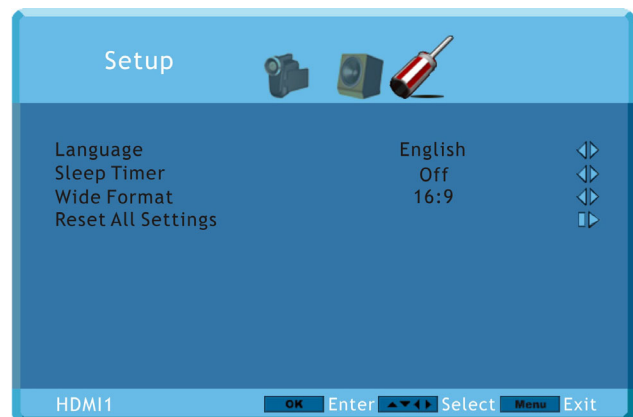 Setup
Language English
Sleep Timer Off
Wide Format 16:9
Reset All Settings
HDMI1 OK Enter Select Menu Exit